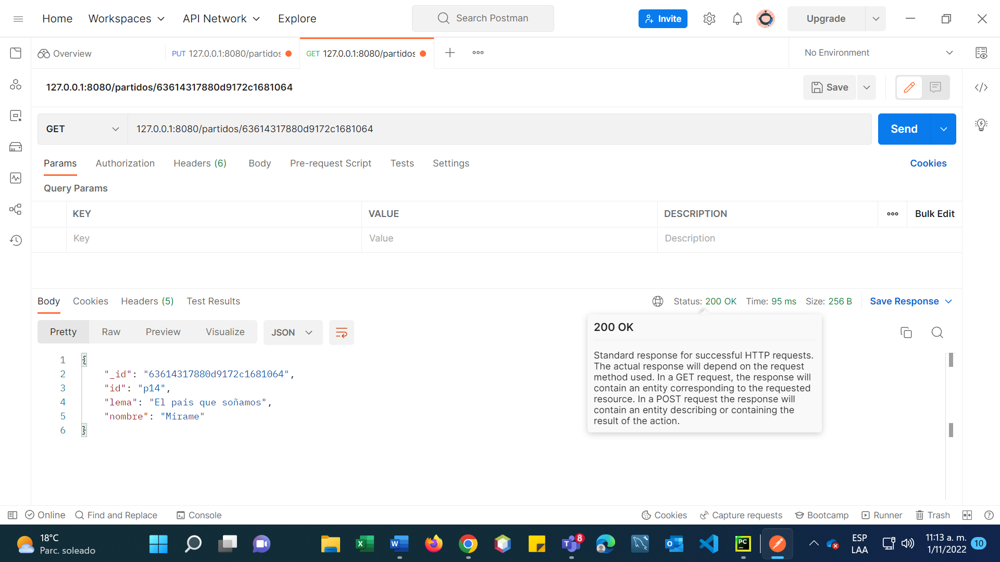 Home Workspaces API Network Explore Search Postman Invite Upgrade
Overview PUT 127.0.0.1:8080/partidos GET 127.0.0.1:8080/partidos No Environment
127.0.0.1:8080/partidos/63614317880d9172c1681064 Save
GET 127.0.0.1:8080/partidos/63614317880d9172c1681064 Send
Params Authorization Headers (6) Body Pre-request Script Tests Settings Cookies
Query Params
KEY VALUE DESCRIPTION Bulk Edit
Key Value Description
Body Cookies Headers (5) Test Results Status: 200 OK Time: 95 ms Size: 256 B Save Response
Pretty Raw Preview Visualize JSON
200 OK
Standard response for successful HTTP requests.
The actual response will depend on the request
method used. In a GET request, the response will
contain an entity corresponding to the requested
resource. In a POST request the response will
contain an entity describing or containing the
result of the action.
1 {
2 "_id": "63614317880d9172c1681064",
3 "id": "p14",
4 "lema": "El pais que soñamos",
5 "nombre": "Mirame"
6 }
Online Find and Replace Console Cookies Capture requests Bootcamp Runner Trash
18°C
Parc. soleado
8
PC
ESP
LAA
11:13 a. m.
1/11/2022
10